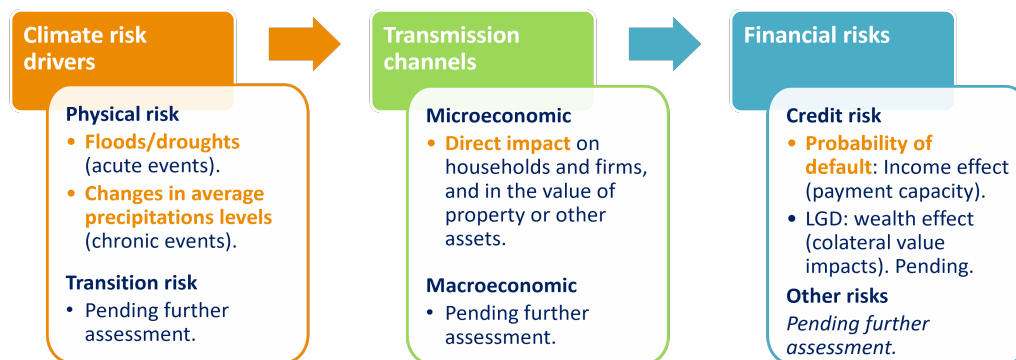 Climate risk
drivers
Physical risk
• Floods/droughts
(acute events).
• Changes in average
precipitations levels
(chronic events).
Transition risk
• Pending further
assessment.
Transmission
channels
Microeconomic
• Direct impact on
households and firms,
and in the value of
property or other
assets.
Macroeconomic
• Pending further
assessment.
Financial risks
Credit risk
• Probability of
default: Income effect
(payment capacity).
• LGD: wealth effect
(colateral value
impacts). Pending.
Other risks
Pending further
assessment.